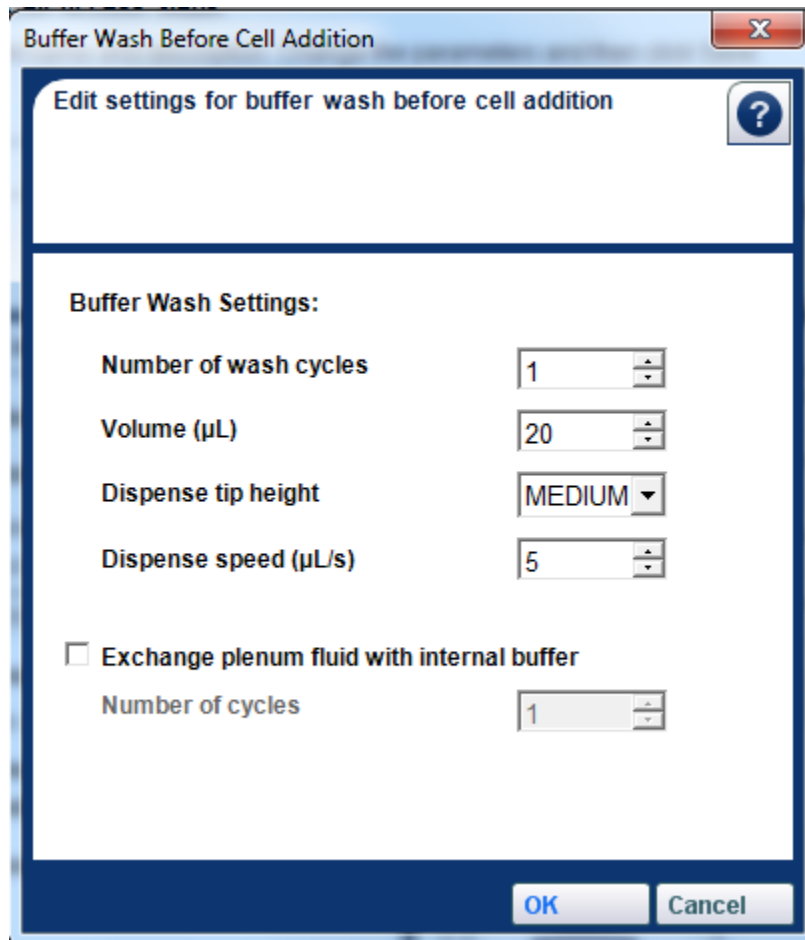 Buffer Wash Before Cell Addition
Edit settings for buffer wash before cell addition
?
Buffer Wash Settings:
Number of wash cycles 1
Volume (µL) 20
Dispense tip height MEDIUM
Dispense speed (µL/s) 5
Exchange plenum fluid with internal buffer
Number of cycles 1
OK Cancel